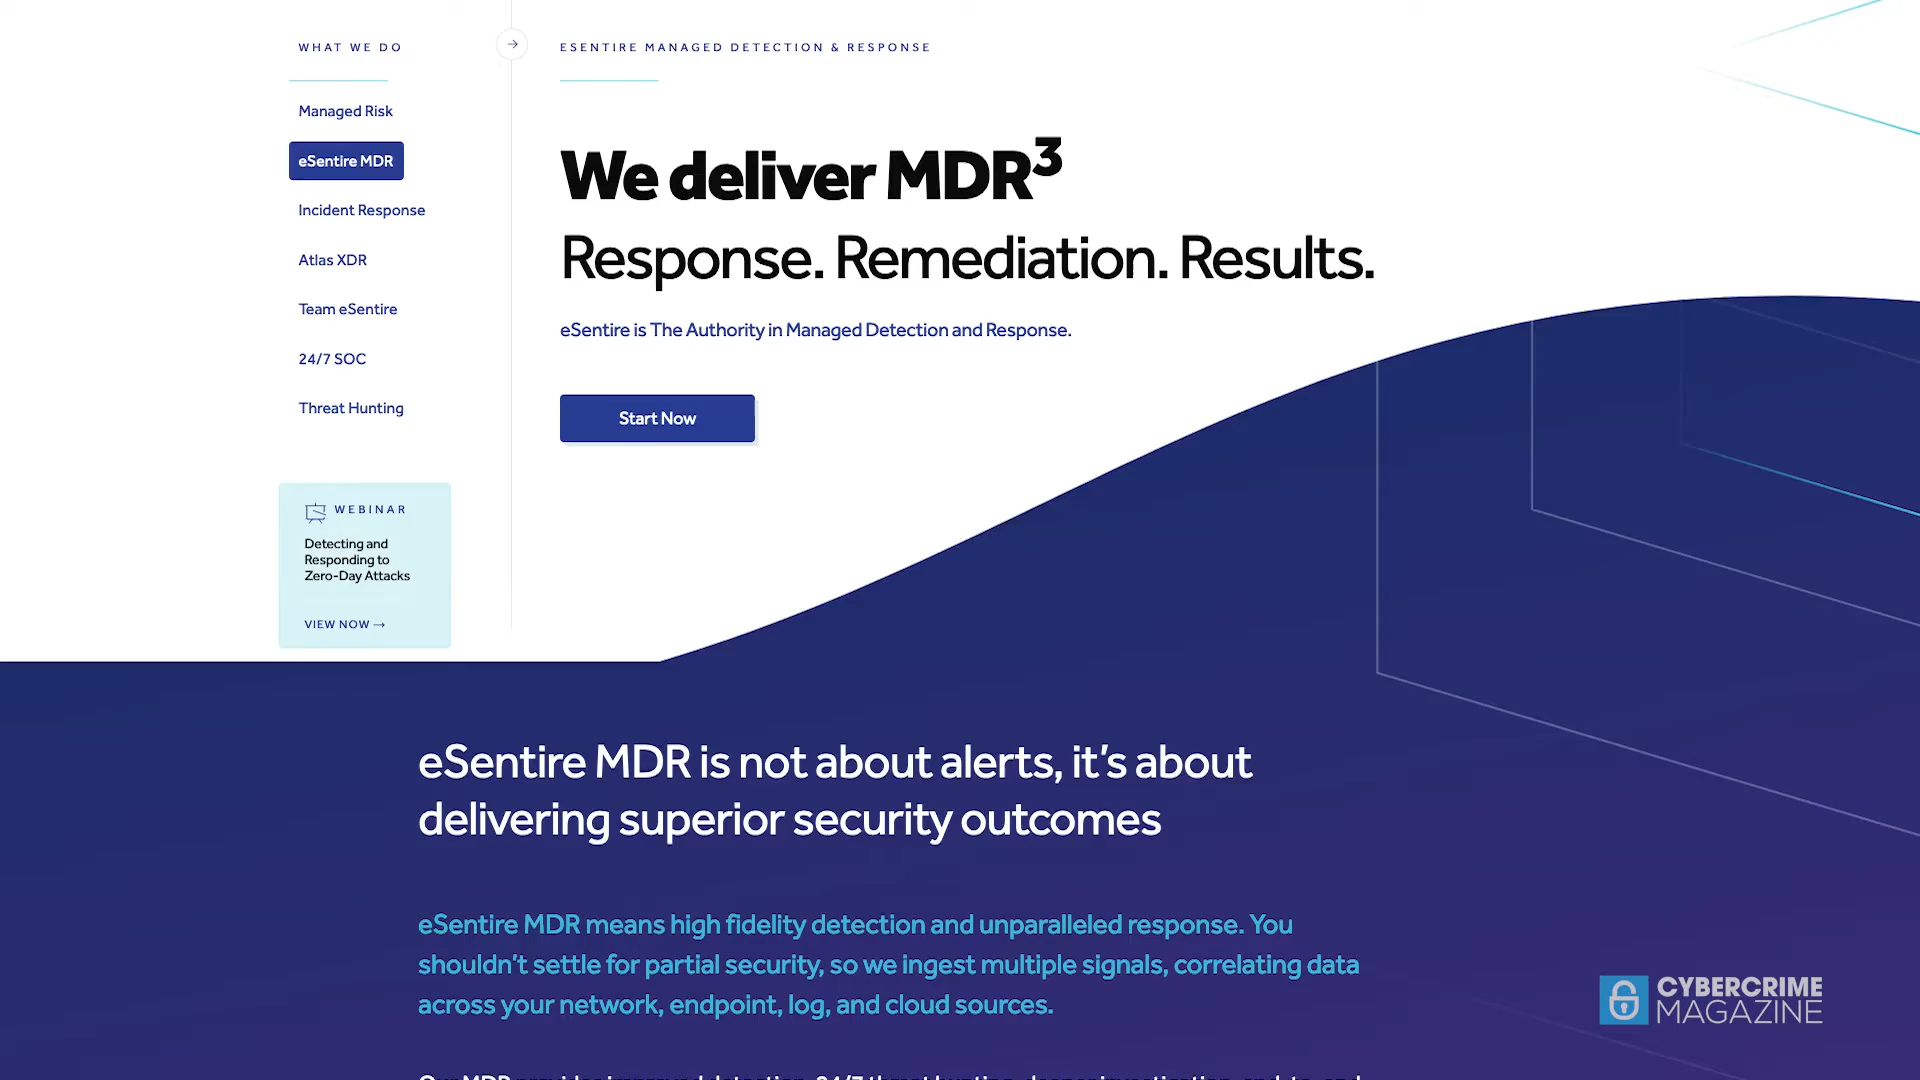 WHAT WE DO
Managed Risk
eSentire MDR
Incident Response
Atlas XDR
Team eSentire
24/7 SOC
Threat Hunting
WEBINAR
Detecting and
Responding to
Zero-Day Attacks
VIEW NOW →
ESENTIRE MANAGED DETECTION & RESPONSE
We deliver MDR³
Response. Remediation. Results.
eSentire is The Authority in Managed Detection and Response.
Start Now
eSentire MDR is not about alerts, it's about
delivering superior security outcomes
eSentire MDR means high fidelity detection and unparalleled response. You
shouldn't settle for partial security, so we ingest multiple signals, correlating data
across your network, endpoint, log, and cloud sources.
CYBERCRIME
MAGAZINE